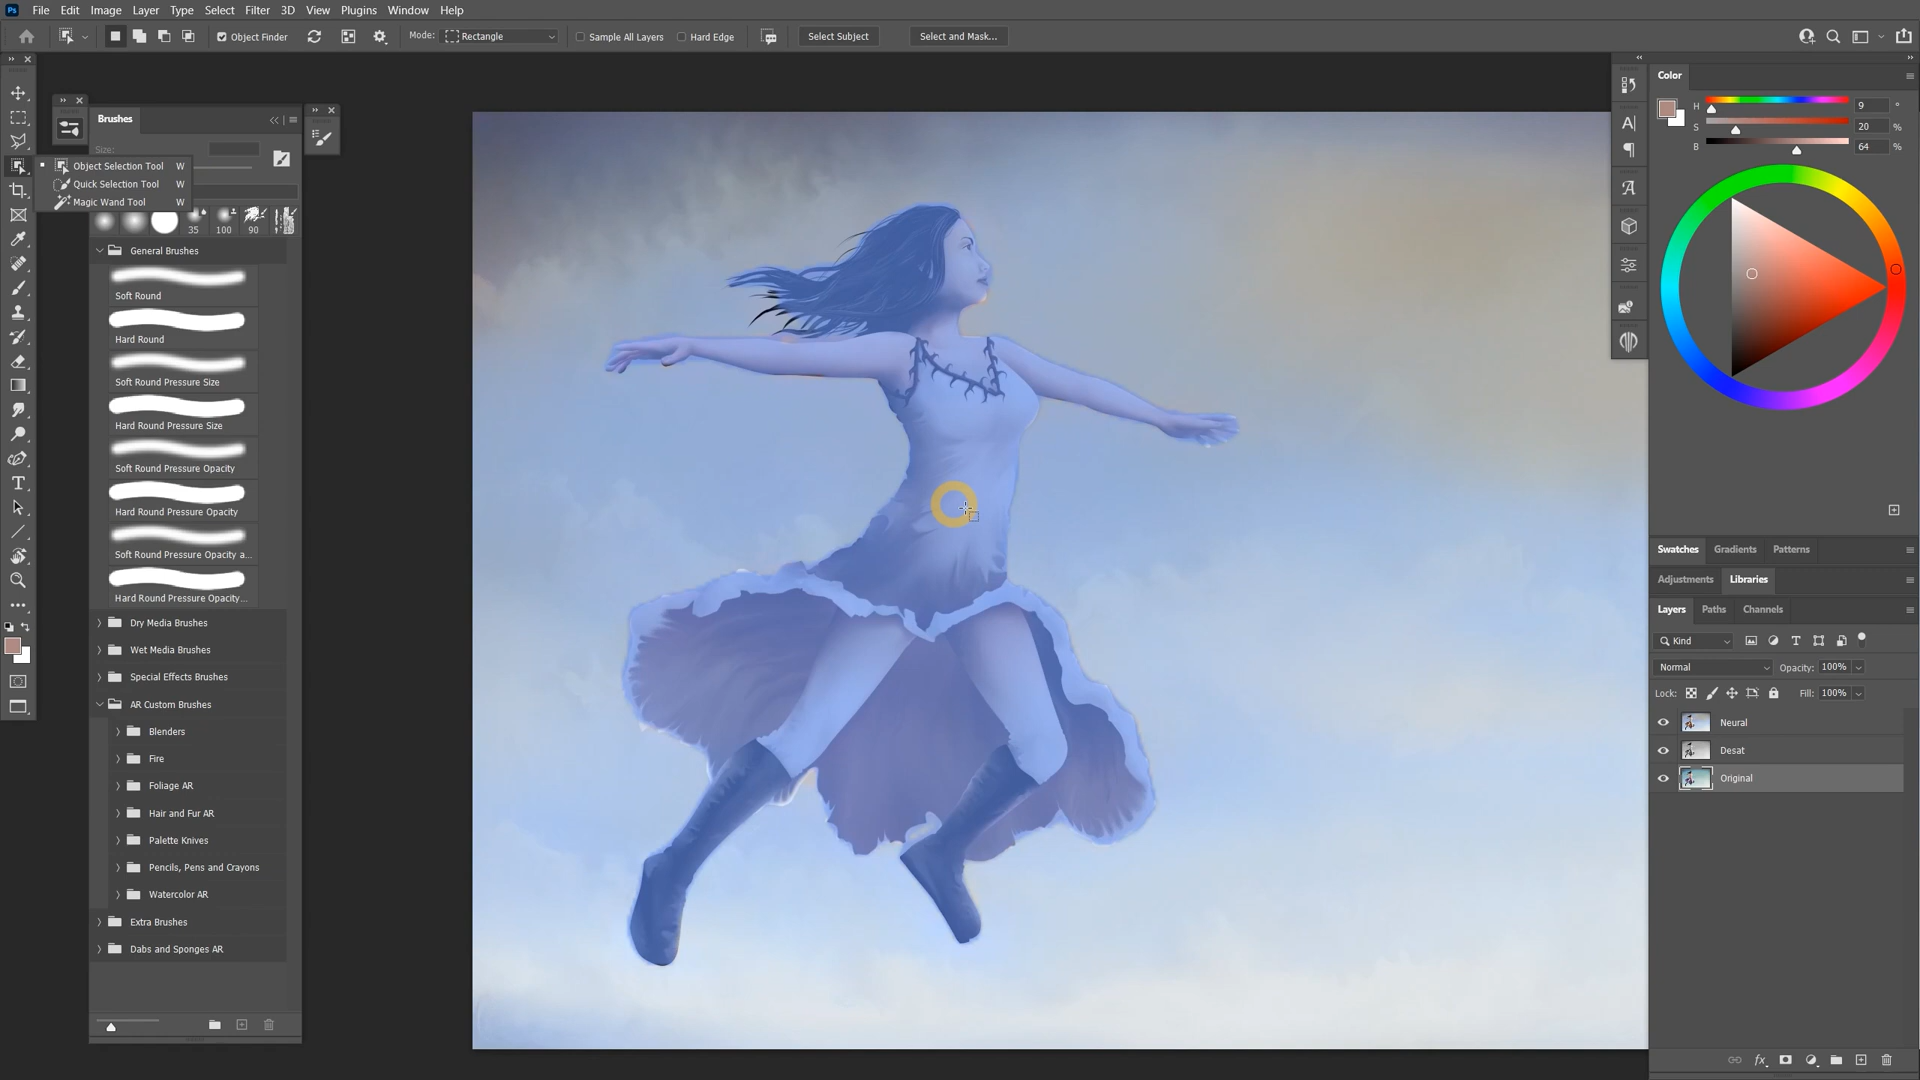 Ps File Edit Image Layer Type Select Filter 3D View Plugins Window Help
Object Finder Mode: Rectangle Sample All Layers Hard Edge Select Subject Select and Mask...
Brushes
Size:
Object Selection Tool W
Quick Selection Tool W
Magic Wand Tool W
35 100 90
General Brushes
Soft Round
Hard Round
Soft Round Pressure Size
Hard Round Pressure Size
Soft Round Pressure Opacity
Hard Round Pressure Opacity
Soft Round Pressure Opacity a...
Hard Round Pressure Opacity...
Dry Media Brushes
Wet Media Brushes
Special Effects Brushes
AR Custom Brushes
Blenders
Fire
Foliage AR
Hair and Fur AR
Palette Knives
Pencils, Pens and Crayons
Watercolor AR
Extra Brushes
Dabs and Sponges AR
Color
H 9 °
S 20 %
B 64 %
Swatches Gradients Patterns
Adjustments Libraries
Layers Paths Channels
Kind
Normal Opacity: 100%
Lock: Fill: 100%
Neural
Desat
Original
fx